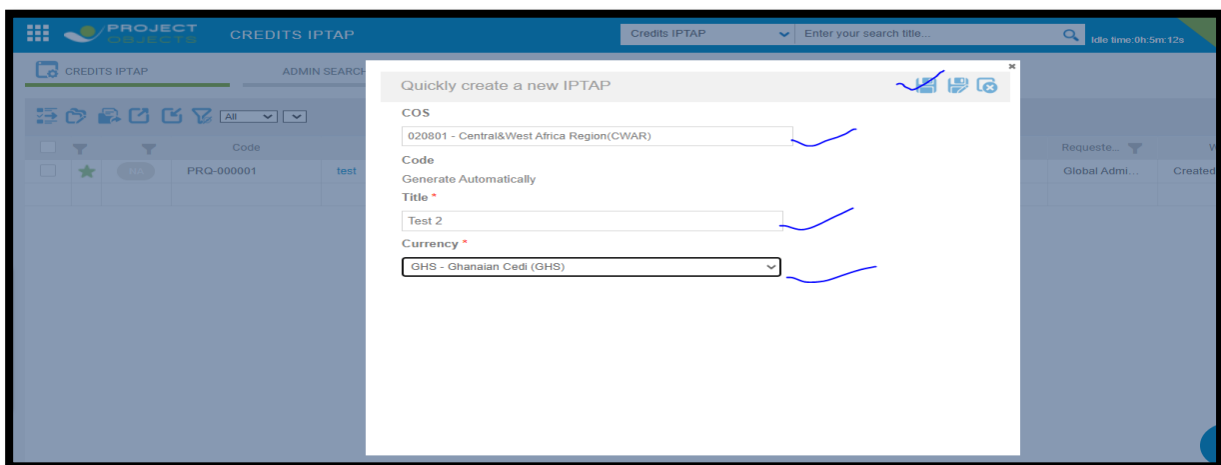 PROJECT OBJECTS
CREDITS IPTAP
Credits IPTAP
Enter your search title...
Idle time:0h:5m:12s
CREDITS IPTAP
ADMIN SEARCH
Quickly create a new IPTAP
COS
020801 - Central&West Africa Region(CWAR)
Code
Generate Automatically
Title *
Test 2
Currency *
GHS - Ghanaian Cedi (GHS)
All
Code
Requeste...
NA
PRQ-000001
test
Global Admi...
Created